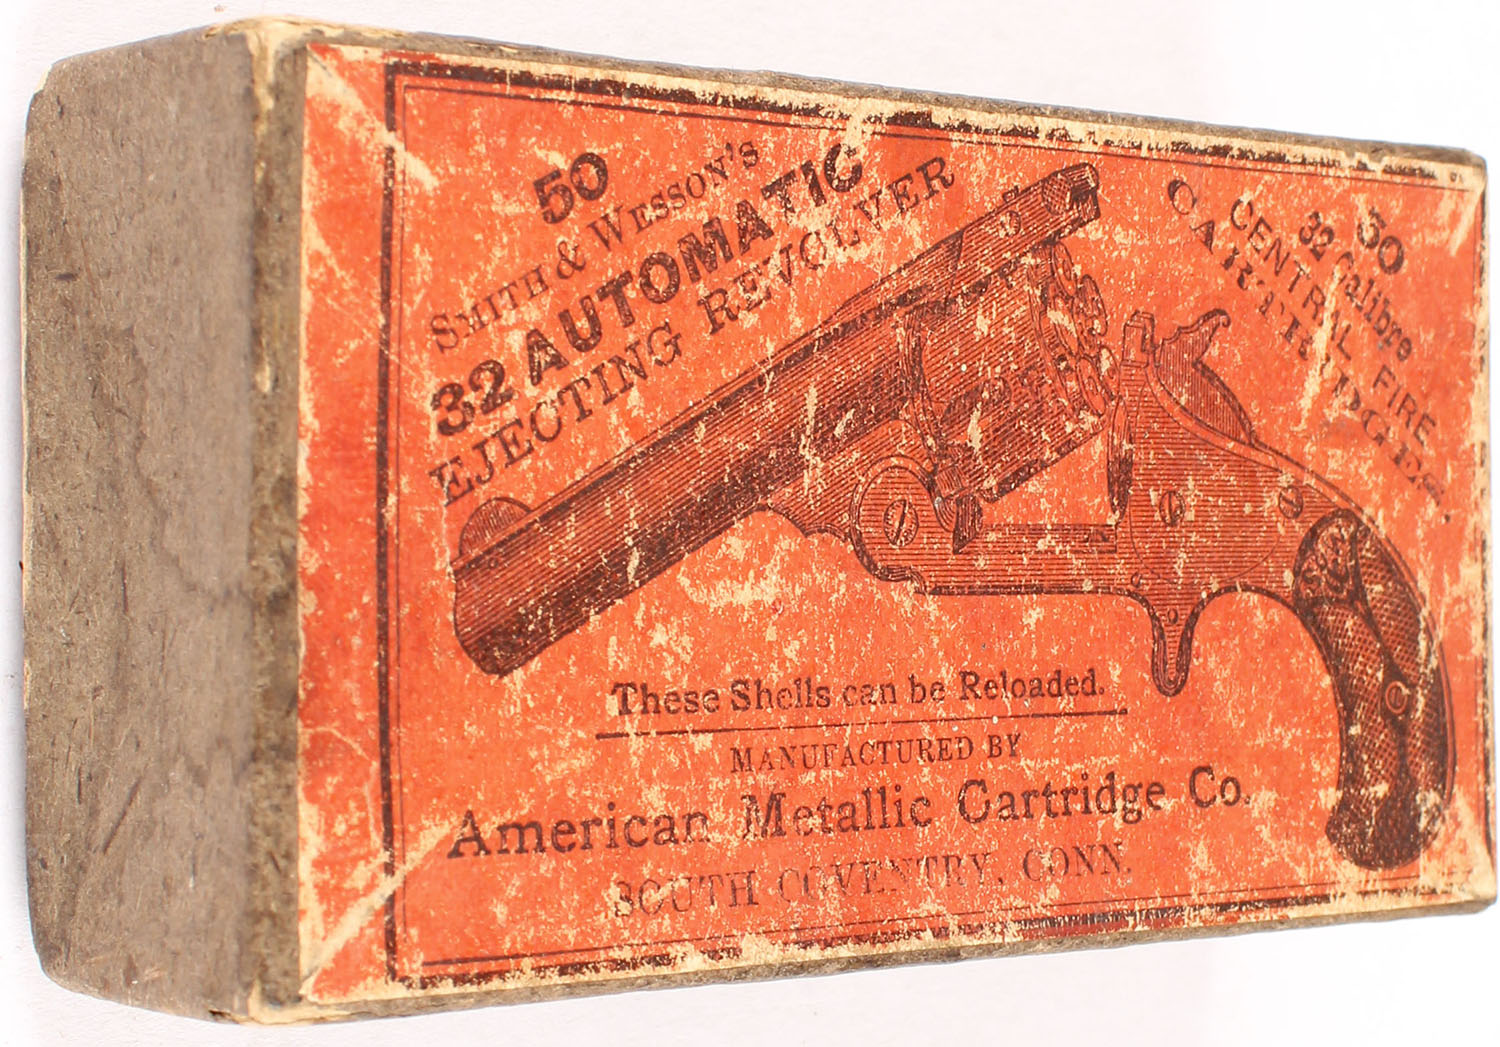 50
SMITH & WESSON'S
32 AUTOMATIC
EJECTING REVOLVER
50
32 Calibre
CENTRAL FIRE
CARTRIDGES
These Shells can be Reloaded.
MANUFACTURED BY
American Metallic Cartridge Co.
SOUTH COVENTRY, CONN.